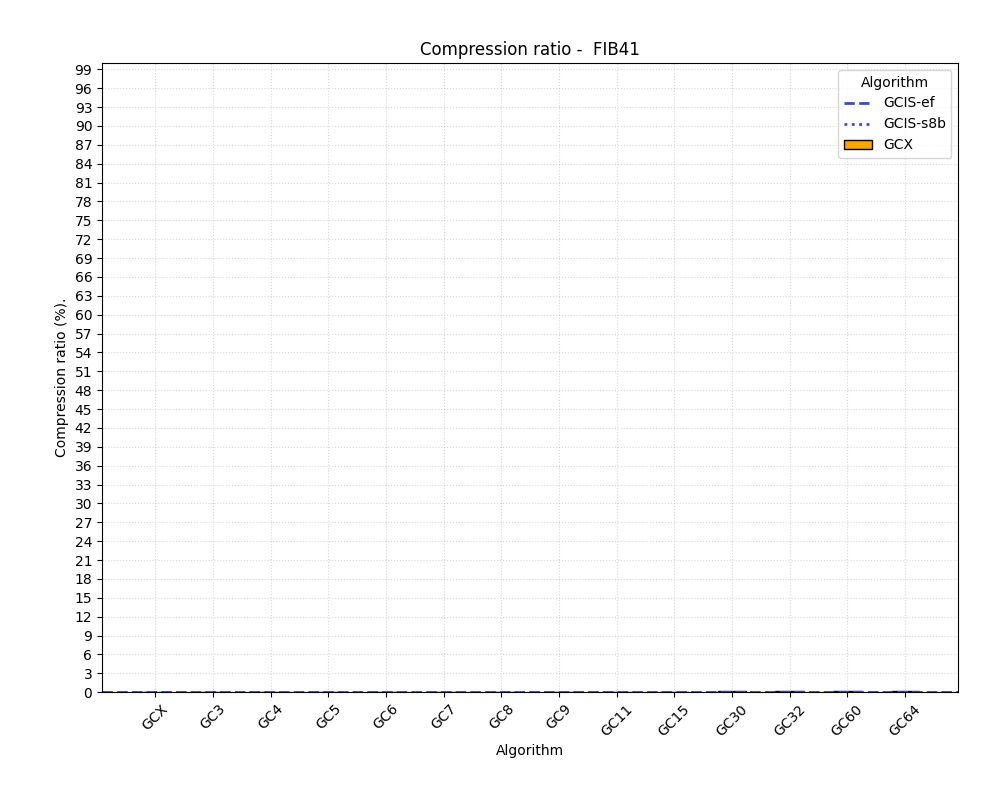 Compression ratio -  FIB41
Algorithm
GCIS-ef
GCIS-s8b
GCX
Compression ratio (%).
99
96
93
90
87
84
81
78
75
72
69
66
63
60
57
54
51
48
45
42
39
36
33
30
27
24
21
18
15
12
9
6
3
0
GCX
GC3
GC4
GC5
GC6
GC7
GC8
GC9
GC11
GC15
GC30
GC32
GC60
GC64
Algorithm